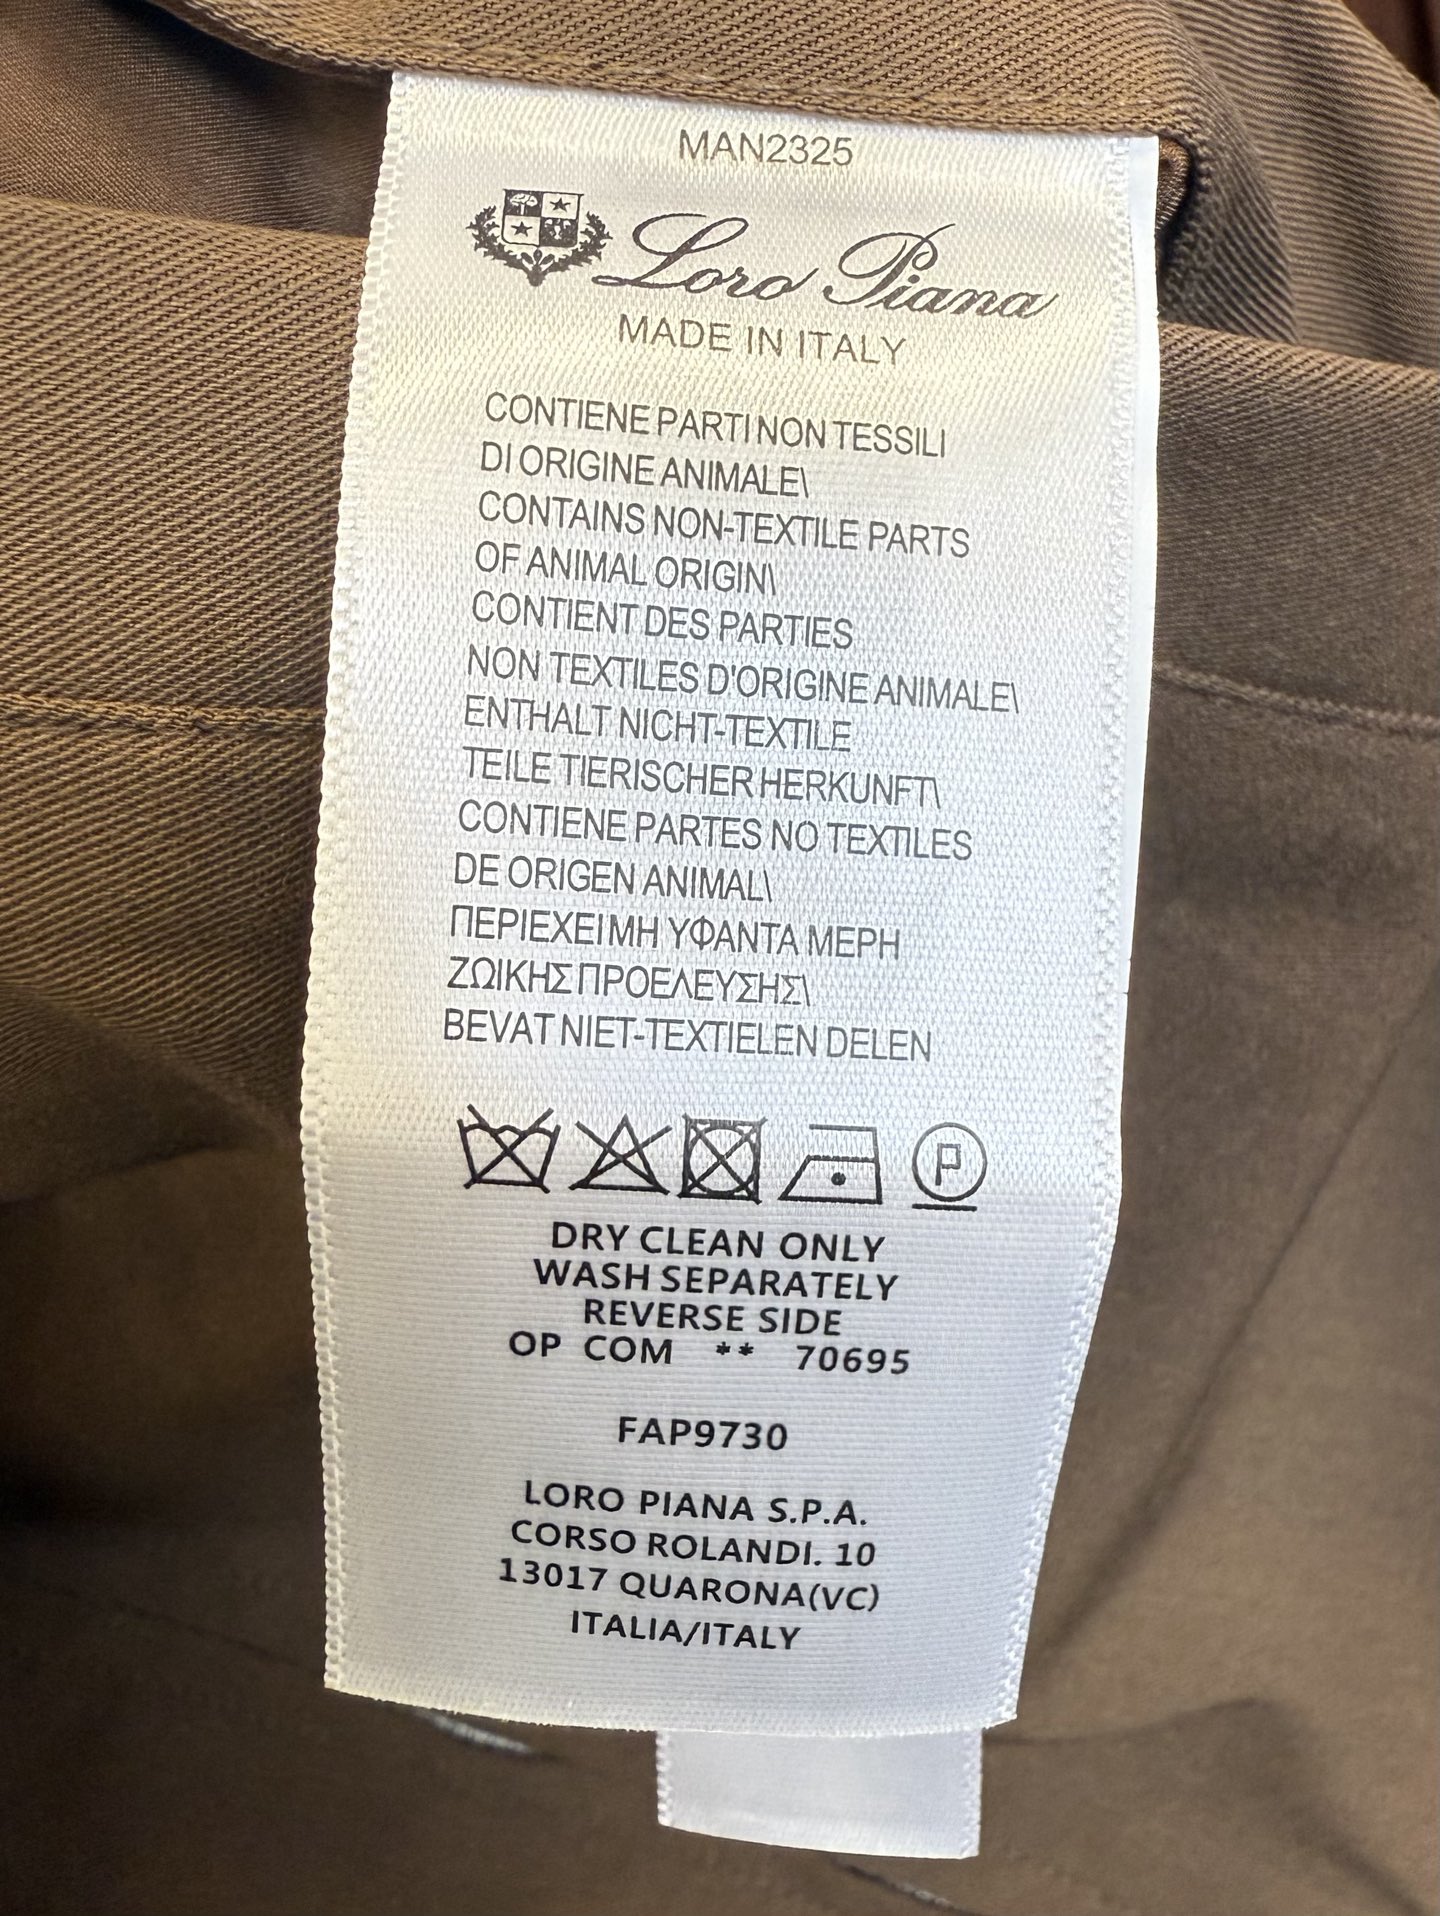 MAN2325
Loro Piana
MADE IN ITALY
CONTIENE PARTI NON TESSILI
DI ORIGINE ANIMALE\
CONTAINS NON-TEXTILE PARTS
OF ANIMAL ORIGIN\
CONTIENT DES PARTIES
NON TEXTILES D'ORIGINE ANIMALE\
ENTHALT NICHT-TEXTILE
TEILE TIERISCHER HERKUNFT\
CONTIENE PARTES NO TEXTILES
DE ORIGEN ANIMAL\
ΠΕΡΙΕΧΕΙ ΜΗ ΥΦΑΝΤΑ ΜΕΡΗ
ΖΩΙΚΗΣ ΠΡΟΕΛΕΥΣΗΣ\
BEVAT NIET-TEXTIELEN DELEN
P
DRY CLEAN ONLY
WASH SEPARATELY
REVERSE SIDE
OP COM ** 70695
FAP9730
LORO PIANA S.P.A.
CORSO ROLANDI. 10
13017 QUARONA(VC)
ITALIA/ITALY